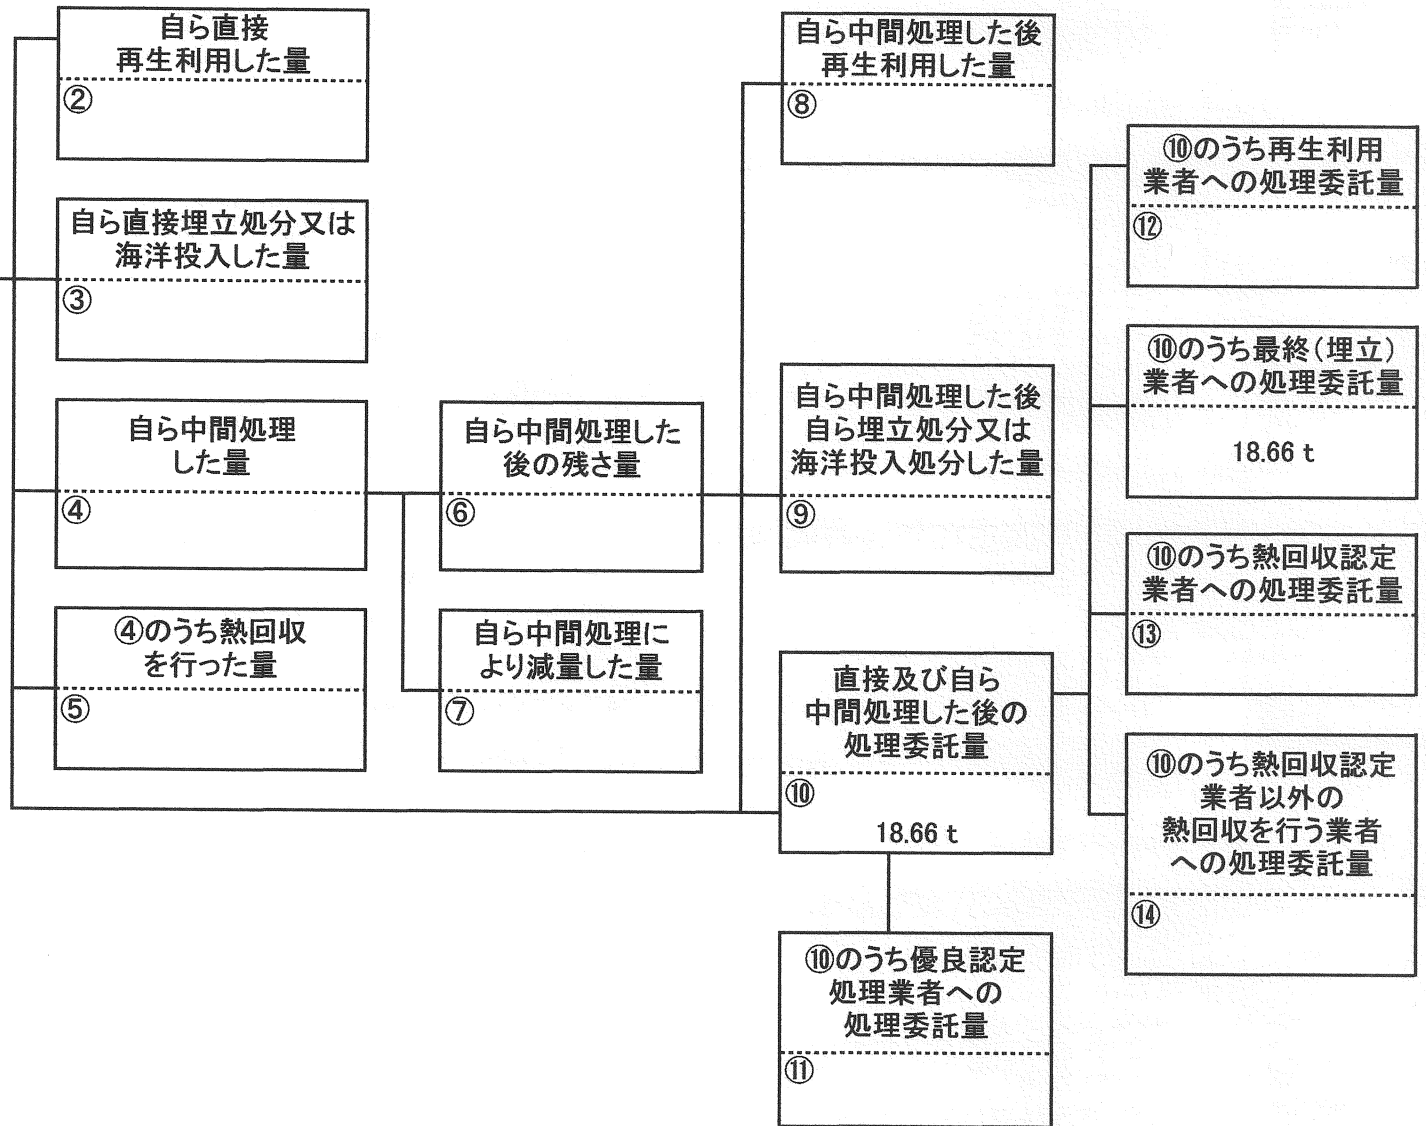 自ら直接
再生利用した量
②
自ら直接埋立処分又は
海洋投入した量
③
自ら中間処理
した量
④
④のうち熱回収
を行った量
⑤
自ら中間処理した
後の残さ量
⑥
自ら中間処理に
より減量した量
⑦
自ら中間処理した後
再生利用した量
⑧
自ら中間処理した後
自ら埋立処分又は
海洋投入処分した量
⑨
直接及び自ら
中間処理した後の
処理委託量
⑩
18.66 t
⑩のうち優良認定
処理業者への
処理委託量
⑪
⑩のうち再生利用
業者への処理委託量
⑫
⑩のうち最終（埋立）
業者への処理委託量
18.66 t
⑩のうち熱回収認定
業者への処理委託量
⑬
⑩のうち熱回収認定
業者以外の
熱回収を行う業者
への処理委託量
⑭